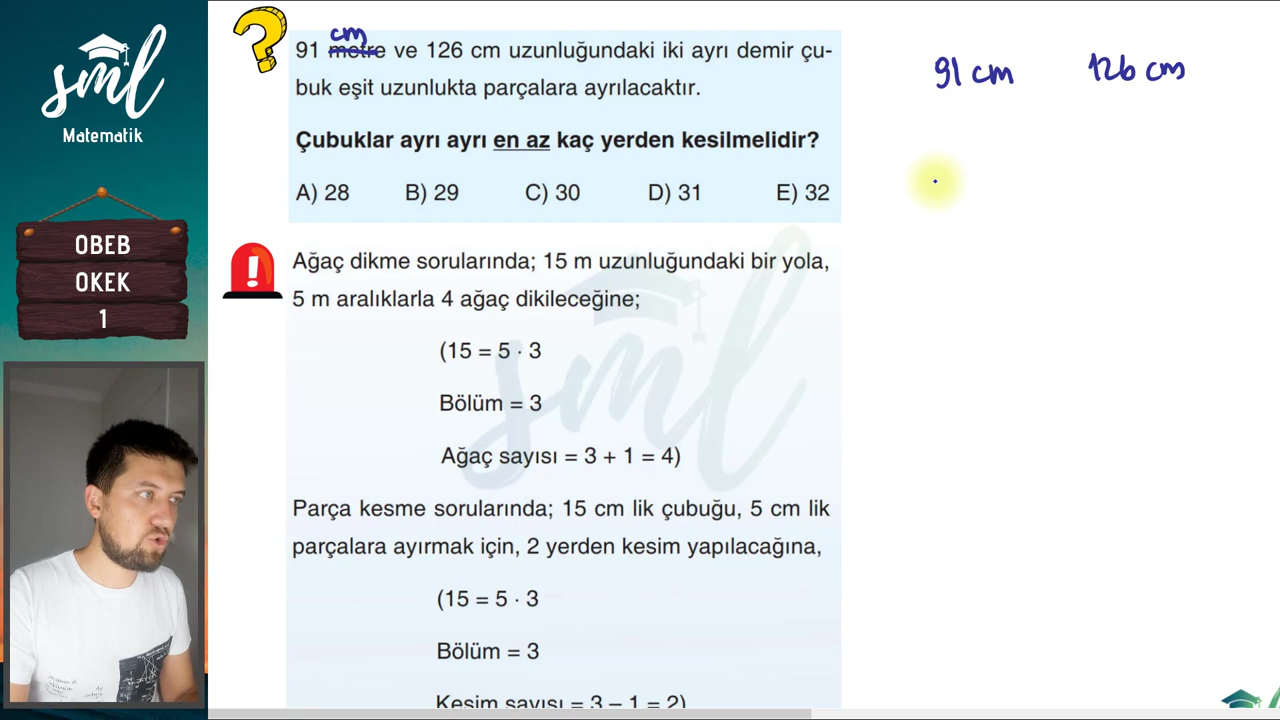 sml
Matematik
OBEB
OKEK
1
cm
91 metre ve 126 cm uzunluğundaki iki ayrı demir çu-
buk eşit uzunlukta parçalara ayrılacaktır.
Çubuklar ayrı ayrı en az kaç yerden kesilmelidir?
A) 28 B) 29 C) 30 D) 31 E) 32
91 cm 126 cm
Ağaç dikme sorularında; 15 m uzunluğundaki bir yola,
5 m aralıklarla 4 ağaç dikileceğine;
(15 = 5 · 3
Bölüm = 3
Ağaç sayısı = 3 + 1 = 4)
Parça kesme sorularında; 15 cm lik çubuğu, 5 cm lik
parçalara ayırmak için, 2 yerden kesim yapılacağına,
(15 = 5 · 3
Bölüm = 3
Kesim sayısı = 3 – 1 = 2)
sml